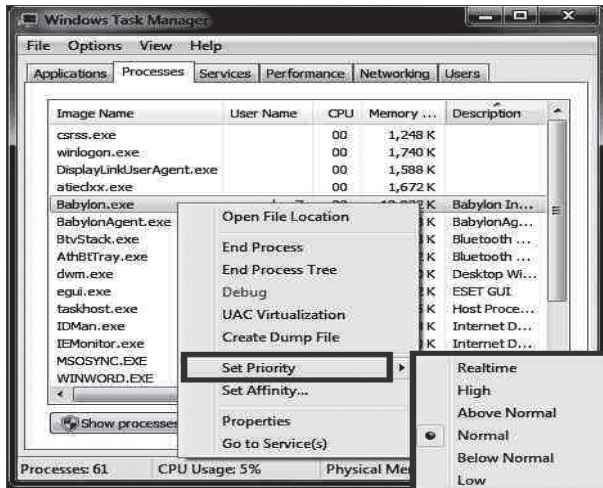 Windows Task Manager
File Options View Help
Applications Processes Services Performance Networking Users
Image Name User Name CPU Memory ... Description
csrss.exe 00 1,248 K
winlogon.exe 00 1,740 K
DisplayLinkUserAgent.exe 00 1,588 K
atiedxx.exe 00 1,672 K
Babylon.exe K Babylon In...
BabylonAgent.exe K BabylonAg...
BtvStack.exe K Bluetooth ...
AthBtTray.exe K Bluetooth ...
dwm.exe K Desktop Wi...
egui.exe K ESET GUI
taskhost.exe K Host Proce...
IDMan.exe K Internet D...
IEMonitor.exe K Internet D...
MSOSYNC.EXE
WINWORD.EXE
Open File Location
End Process
End Process Tree
Debug
UAC Virtualization
Create Dump File
Set Priority
Set Affinity...
Properties
Go to Service(s)
Realtime
High
Above Normal
Normal
Below Normal
Low
Show processes
Processes: 61 CPU Usage: 5% Physical